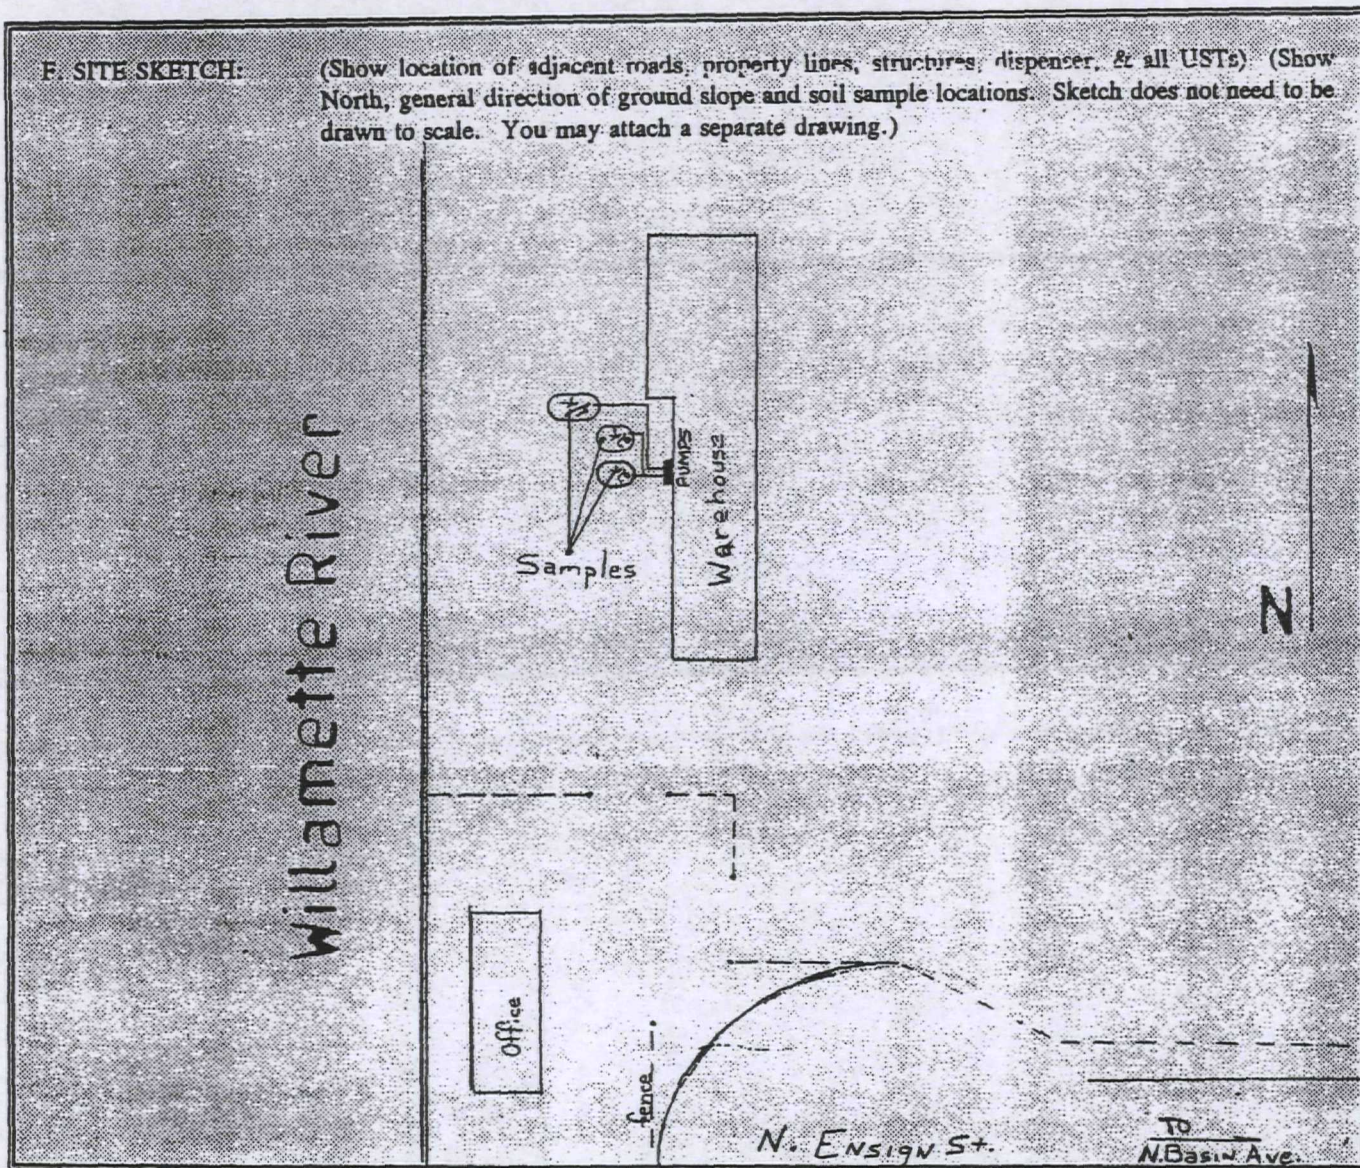 F. SITE SKETCH:
(Show location of adjacent roads, property lines, structures, dispenser, & all USTs) (Show
North, general direction of ground slope and soil sample locations. Sketch does not need to be
drawn to scale. You may attach a separate drawing.)
Willamette River
PUMPS
Warehouse
Samples
N
Office
fence
N. ENSIGN St.
TO
N. BASIN Ave.